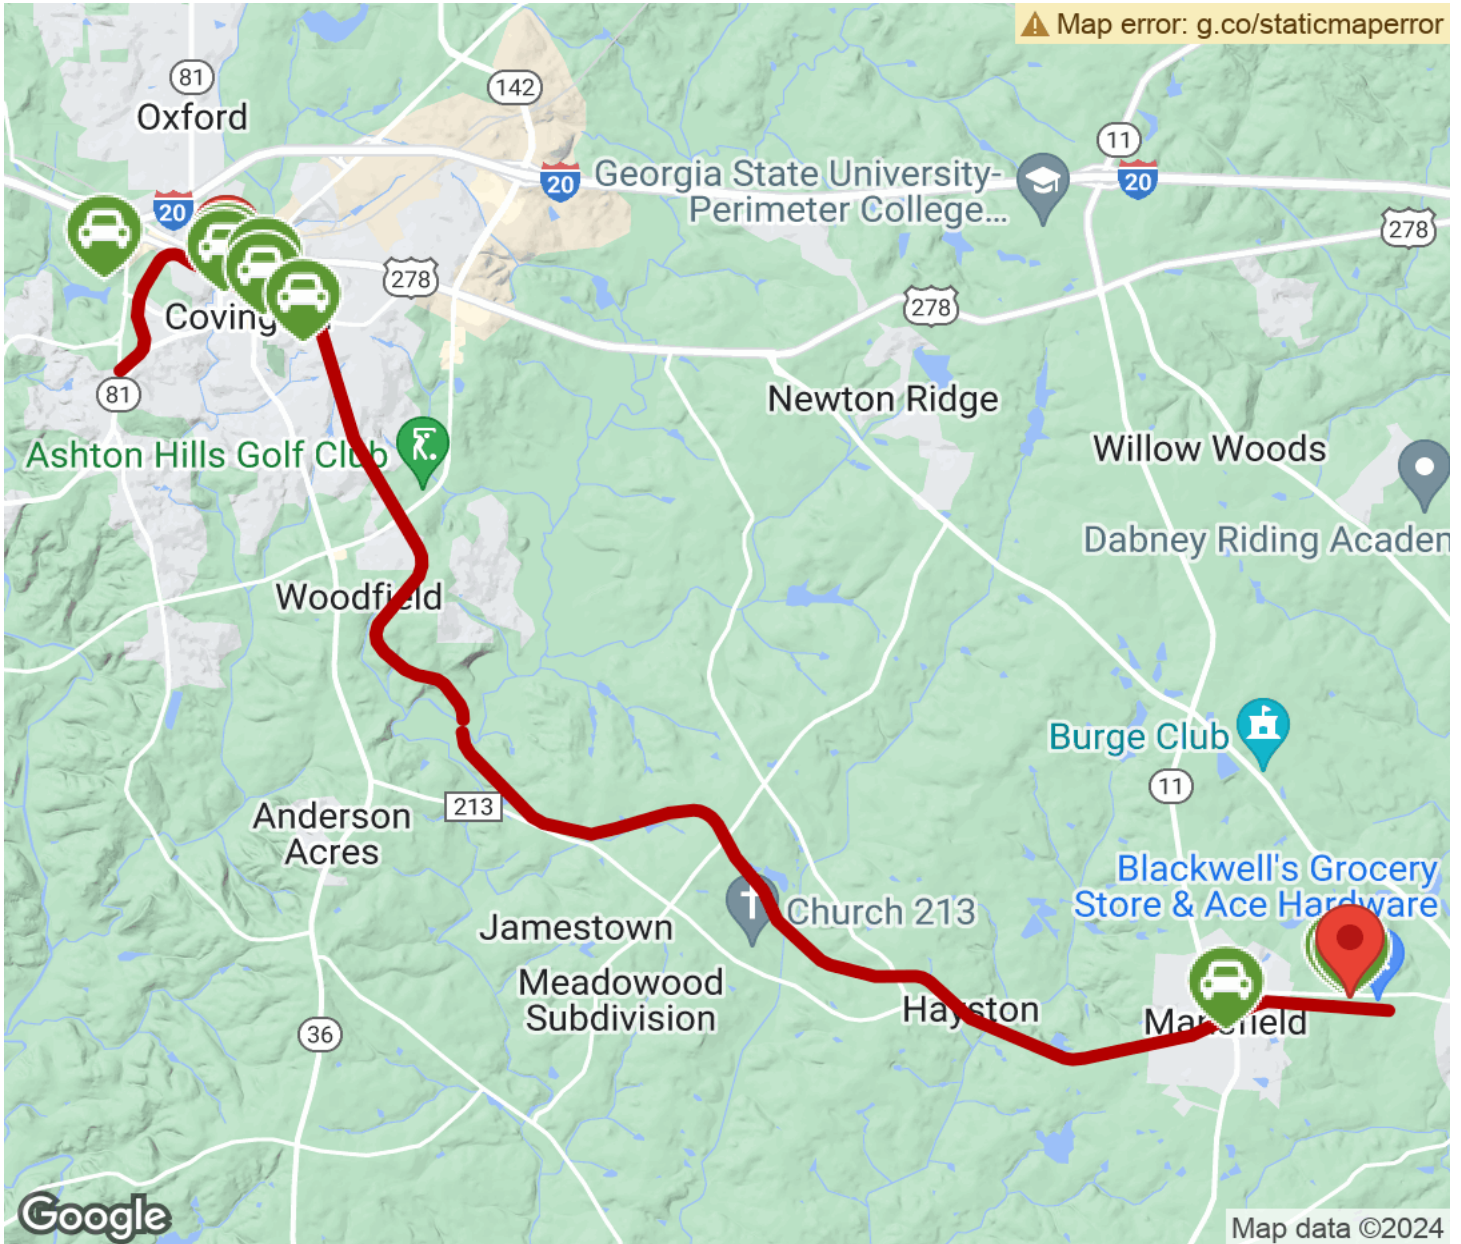 Map error: g.co/staticmaperror
81
142
Oxford
11
Georgia State University-
Perimeter College...
20
20
20
278
278
278
81
Newton Ridge
Willow Woods
Ashton Hills Golf Club
Dabney Riding Academ
Woodfield
Burge Club
11
213
Anderson
Acres
Blackwell's Grocery
Store & Ace Hardware
Church 213
Jamestown
Meadowood
Subdivision
Hayston
36
Google
Map data ©2024